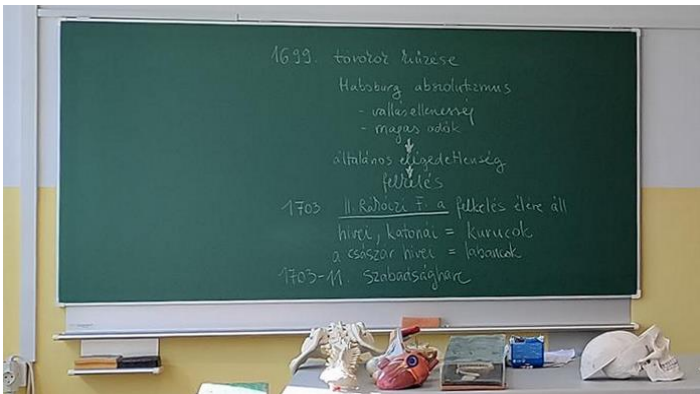 1699. törökök kiűzése
Habsburg abszolutizmus
- vallásellenesség
- magas adók
általános elégedetlenség
felkelés
1703 II. Rákóczi F. a felkelés élére áll
hívei, katonái = kurucok
a császár hívei = labancok
1703-11. Szabadságharc